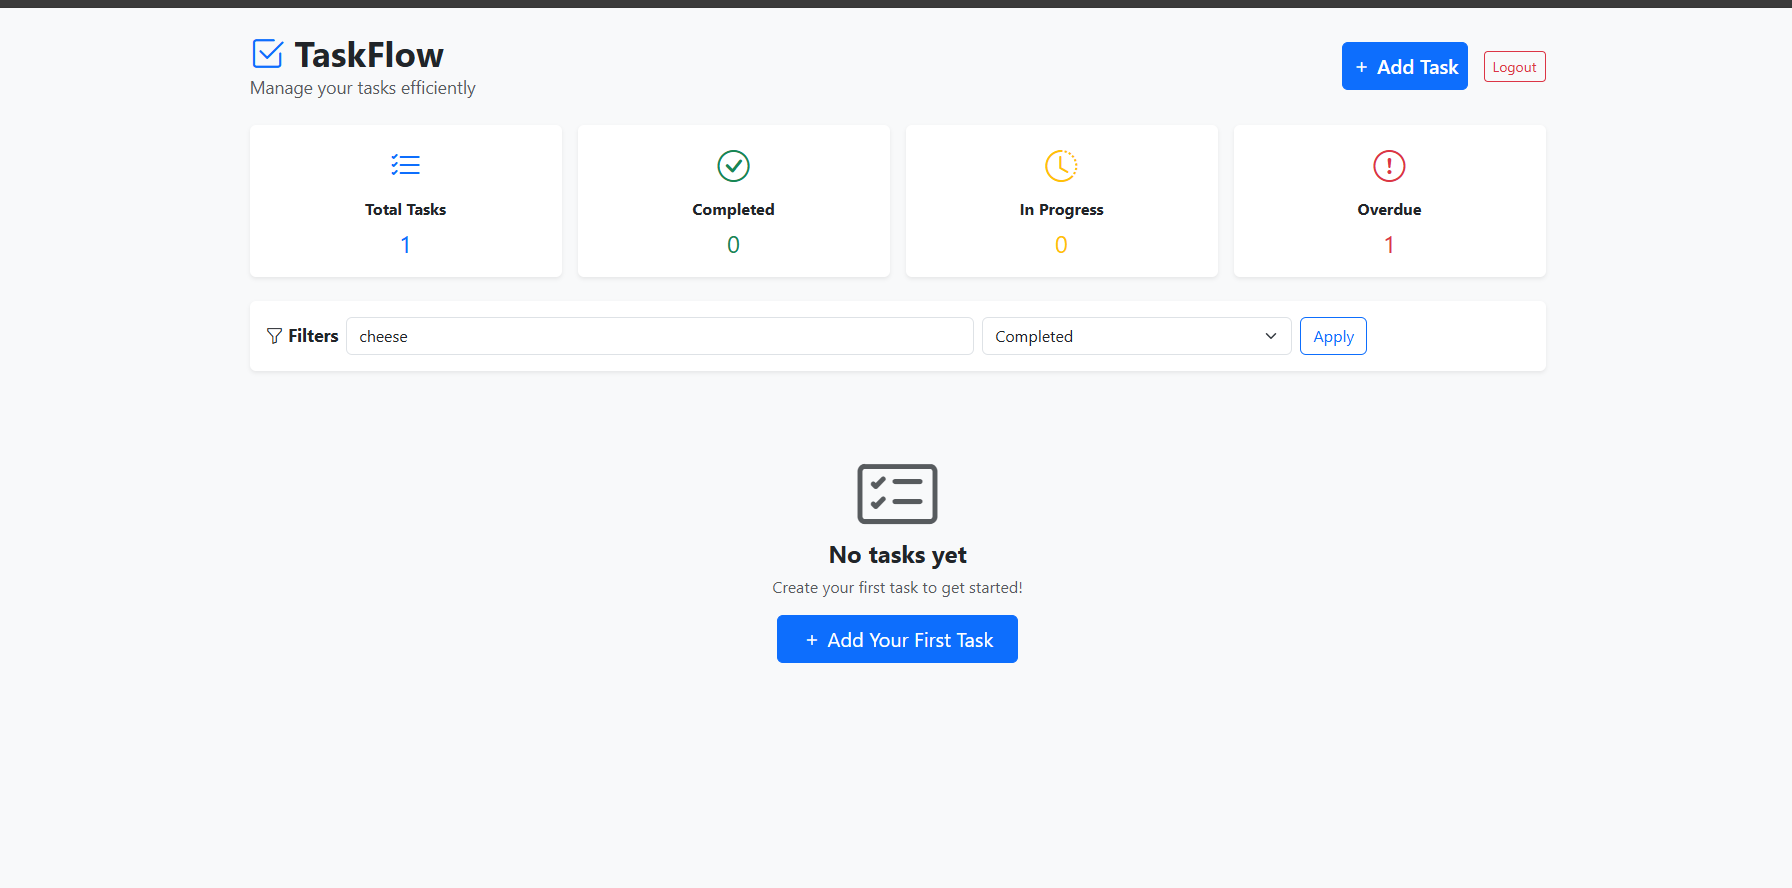 TaskFlow
Manage your tasks efficiently
+ Add Task
Logout
Total Tasks
1
Completed
0
In Progress
0
Overdue
1
Filters
cheese
Completed
Apply
No tasks yet
Create your first task to get started!
+ Add Your First Task